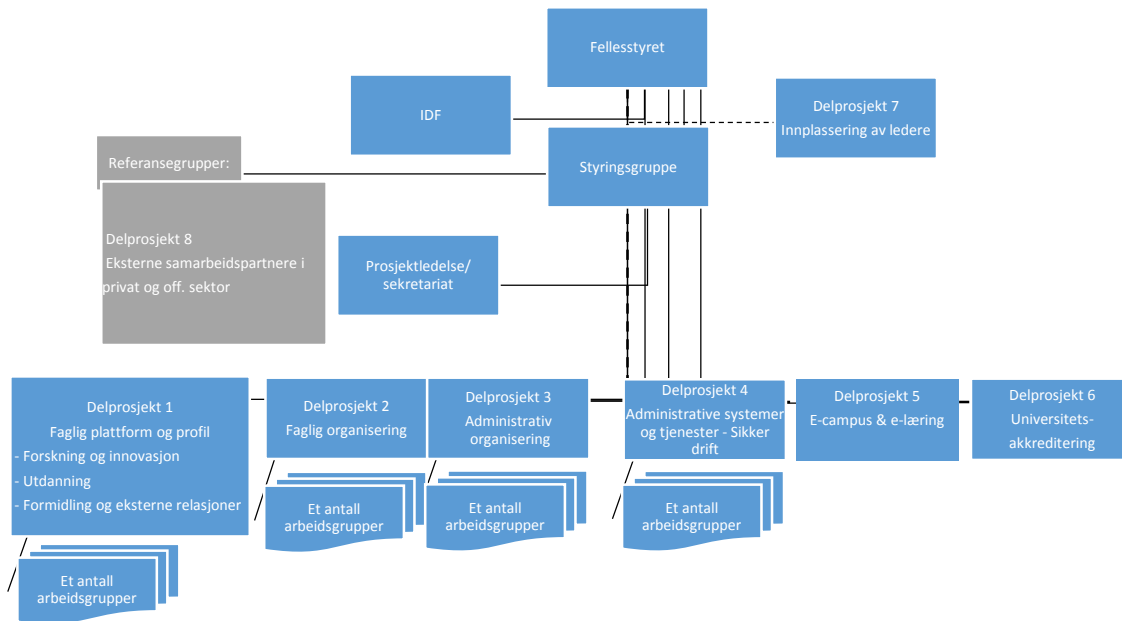 Fellesstyret
IDF
Delprosjekt 7
Innplassering av ledere
Referansegrupper:
Styringsgruppe
Delprosjekt 8
Eksterne samarbeidspartnere i
privat og off. sektor
Prosjektledelse/
sekretariat
Delprosjekt 1
Faglig plattform og profil
- Forskning og innovasjon
- Utdanning
- Formidling og eksterne relasjoner
Delprosjekt 2
Faglig organisering
Delprosjekt 3
Administrativ
organisering
Delprosjekt 4
Administrative systemer
og tjenester - Sikker
drift
Delprosjekt 5
E-campus & e-læring
Delprosjekt 6
Universitets-
akkreditering
Et antall
arbeidsgrupper
Et antall
arbeidsgrupper
Et antall
arbeidsgrupper
Et antall
arbeidsgrupper